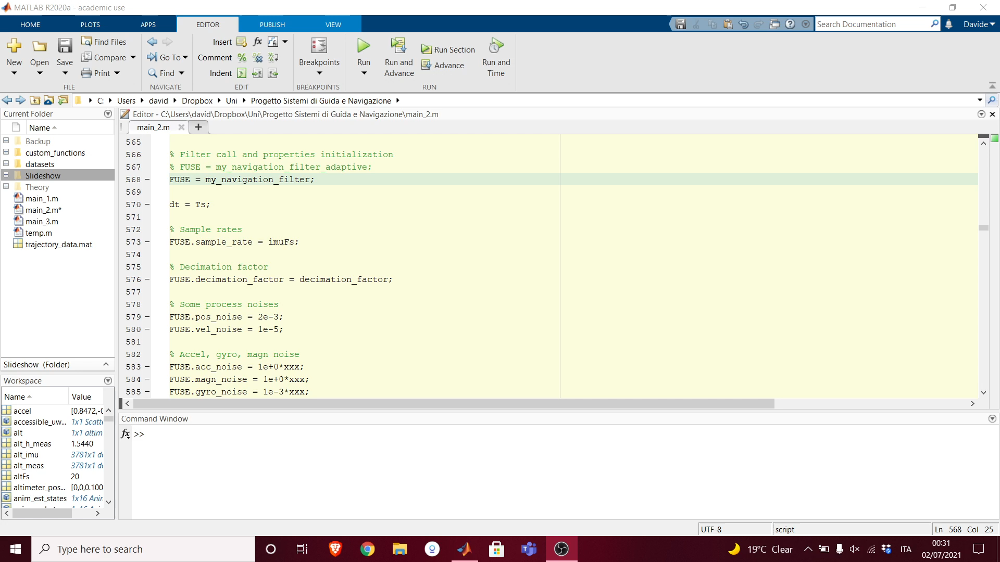 MATLAB R2020a - academic use
HOME PLOTS APPS EDITOR PUBLISH VIEW
Search Documentation
Davide
New
Open
Save
Find Files
Compare
Print
FILE
Go To
Find
NAVIGATE
Insert
Comment
Indent
fx
EDIT
Breakpoints
BREAKPOINTS
Run
Run and
Advance
Run Section
Advance
Run and
Time
RUN
C: Users david Dropbox Uni Progetto Sistemi di Guida e Navigazione
Current Folder
Name
Backup
custom_functions
datasets
Slideshow
Theory
main_1.m
main_2.m*
main_3.m
temp.m
trajectory_data.mat
Slideshow (Folder)
Workspace
Name Value
accel [0.8472,-0
accessible_uw... 1x1 Scatte
alt 1x1 altim
alt_h_meas 1.5440
alt_imu 3781x1 do
alt_meas 3781x1 do
altFs 20
altimeter_pos... [0,0,0.100
anim_est_states 1x16 Anim
Editor - C:\Users\david\Dropbox\Uni\Progetto Sistemi di Guida e Navigazione\main_2.m
main_2.m
565
566 % Filter call and properties initialization
567 % FUSE = my_navigation_filter_adaptive;
568 – FUSE = my_navigation_filter;
569
570 – dt = Ts;
571
572 % Sample rates
573 – FUSE.sample_rate = imuFs;
574
575 % Decimation factor
576 – FUSE.decimation_factor = decimation_factor;
577
578 % Some process noises
579 – FUSE.pos_noise = 2e-3;
580 – FUSE.vel_noise = 1e-5;
581
582 % Accel, gyro, magn noise
583 – FUSE.acc_noise = 1e+0*xxx;
584 – FUSE.magn_noise = 1e+0*xxx;
585 – FUSE.gyro_noise = 1e-3*xxx;
Command Window
fx >>
UTF-8
script
Ln 568 Col 25
Type here to search
19°C Clear
ITA
00:31
02/07/2021